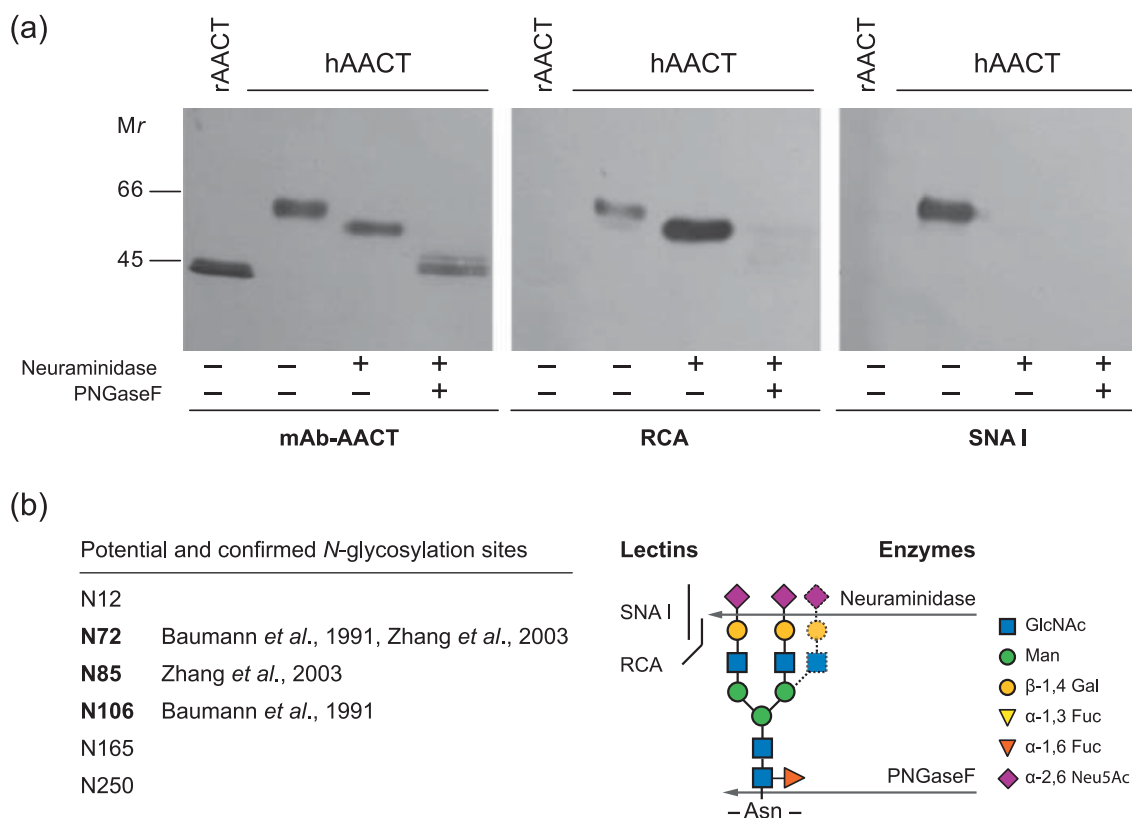 (a)
rAACT hAACT rAACT hAACT rAACT hAACT
Mr
66
45
Neuraminidase – – + + – – + + – – + +
PNGaseF – – – + – – – + – – – +
mAb-AACT RCA SNA I
(b)
Potential and confirmed N-glycosylation sites
N12
N72 Baumann et al., 1991, Zhang et al., 2003
N85 Zhang et al., 2003
N106 Baumann et al., 1991
N165
N250
Lectins Enzymes
SNA I Neuraminidase
RCA
PNGaseF
– Asn –
GlcNAc
Man
β-1,4 Gal
α-1,3 Fuc
α-1,6 Fuc
α-2,6 Neu5Ac